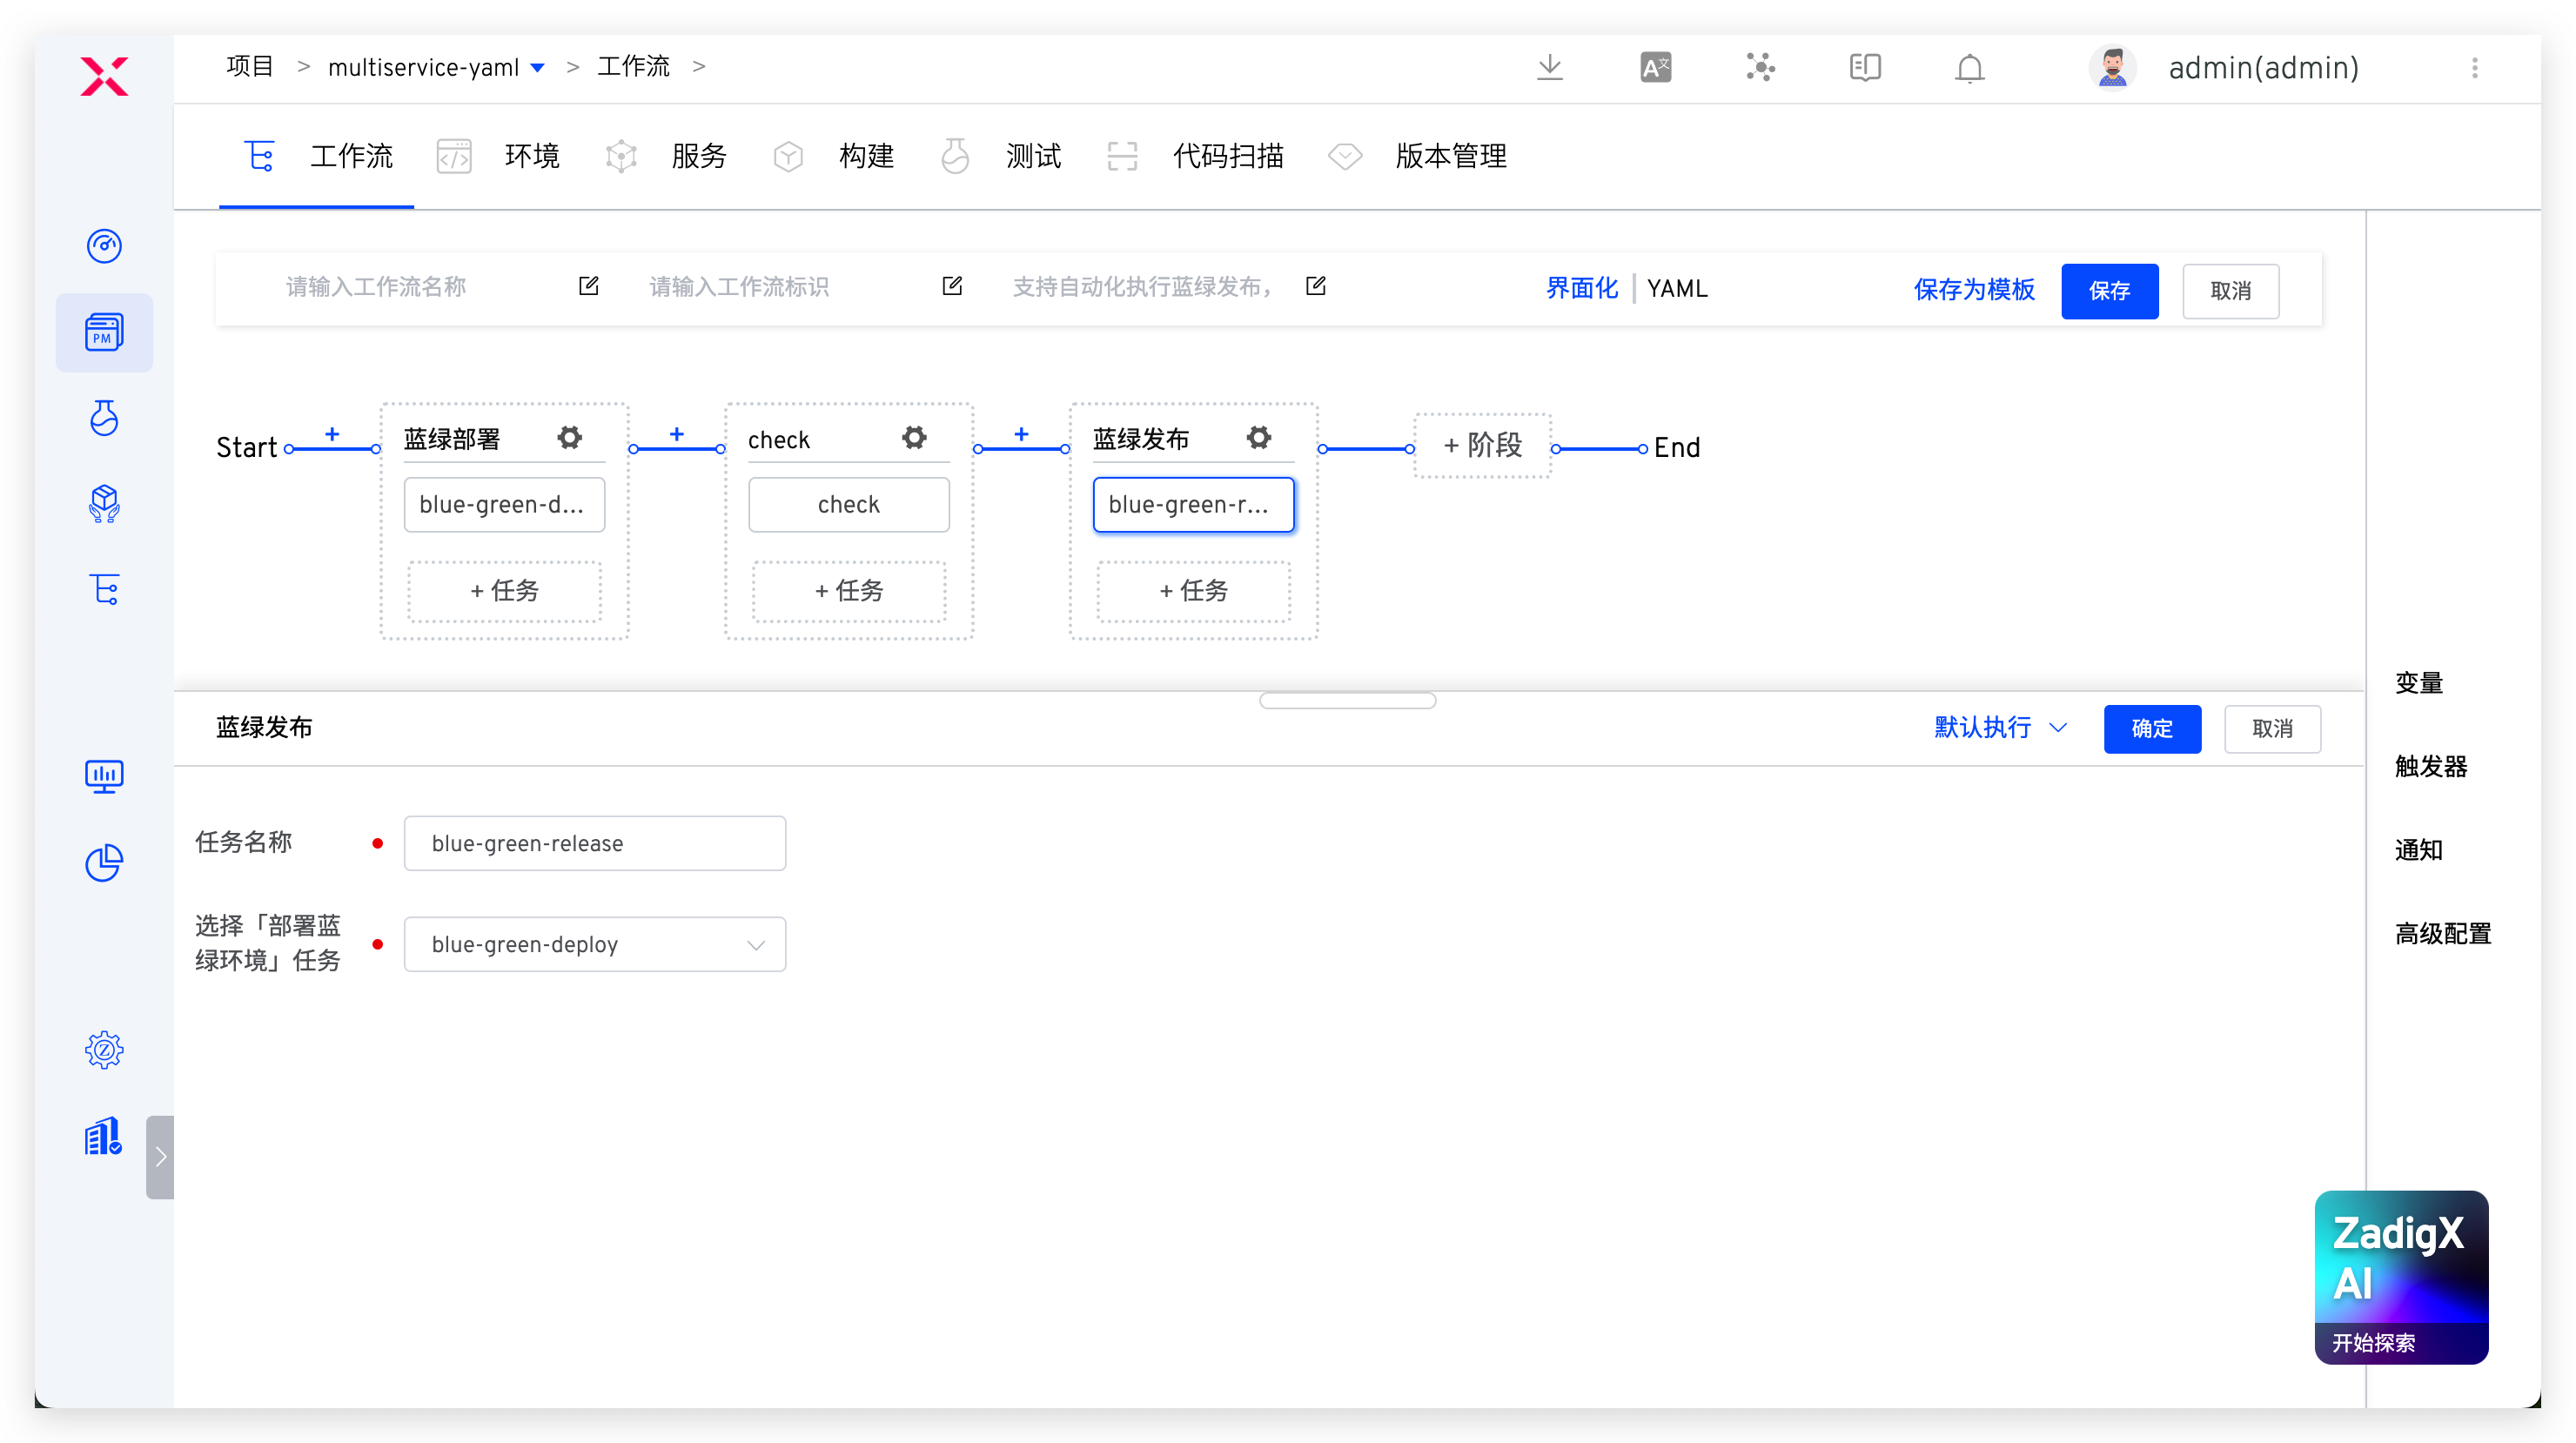 项目 > multiservice-yaml > 工作流 >
admin(admin)
工作流 环境 服务 构建 测试 代码扫描 版本管理
PM
请输入工作流名称 请输入工作流标识 支持自动化执行蓝绿发布， 界面化 | YAML 保存为模板 保存 取消
Start + 蓝绿部署 + check + 蓝绿发布 + 阶段 End
blue-green-d... check blue-green-r...
+ 任务 + 任务 + 任务
蓝绿发布 默认执行 确定 取消
任务名称 blue-green-release
选择「部署蓝
绿环境」任务 blue-green-deploy
变量
触发器
通知
高级配置
ZadigX
AI
开始探索